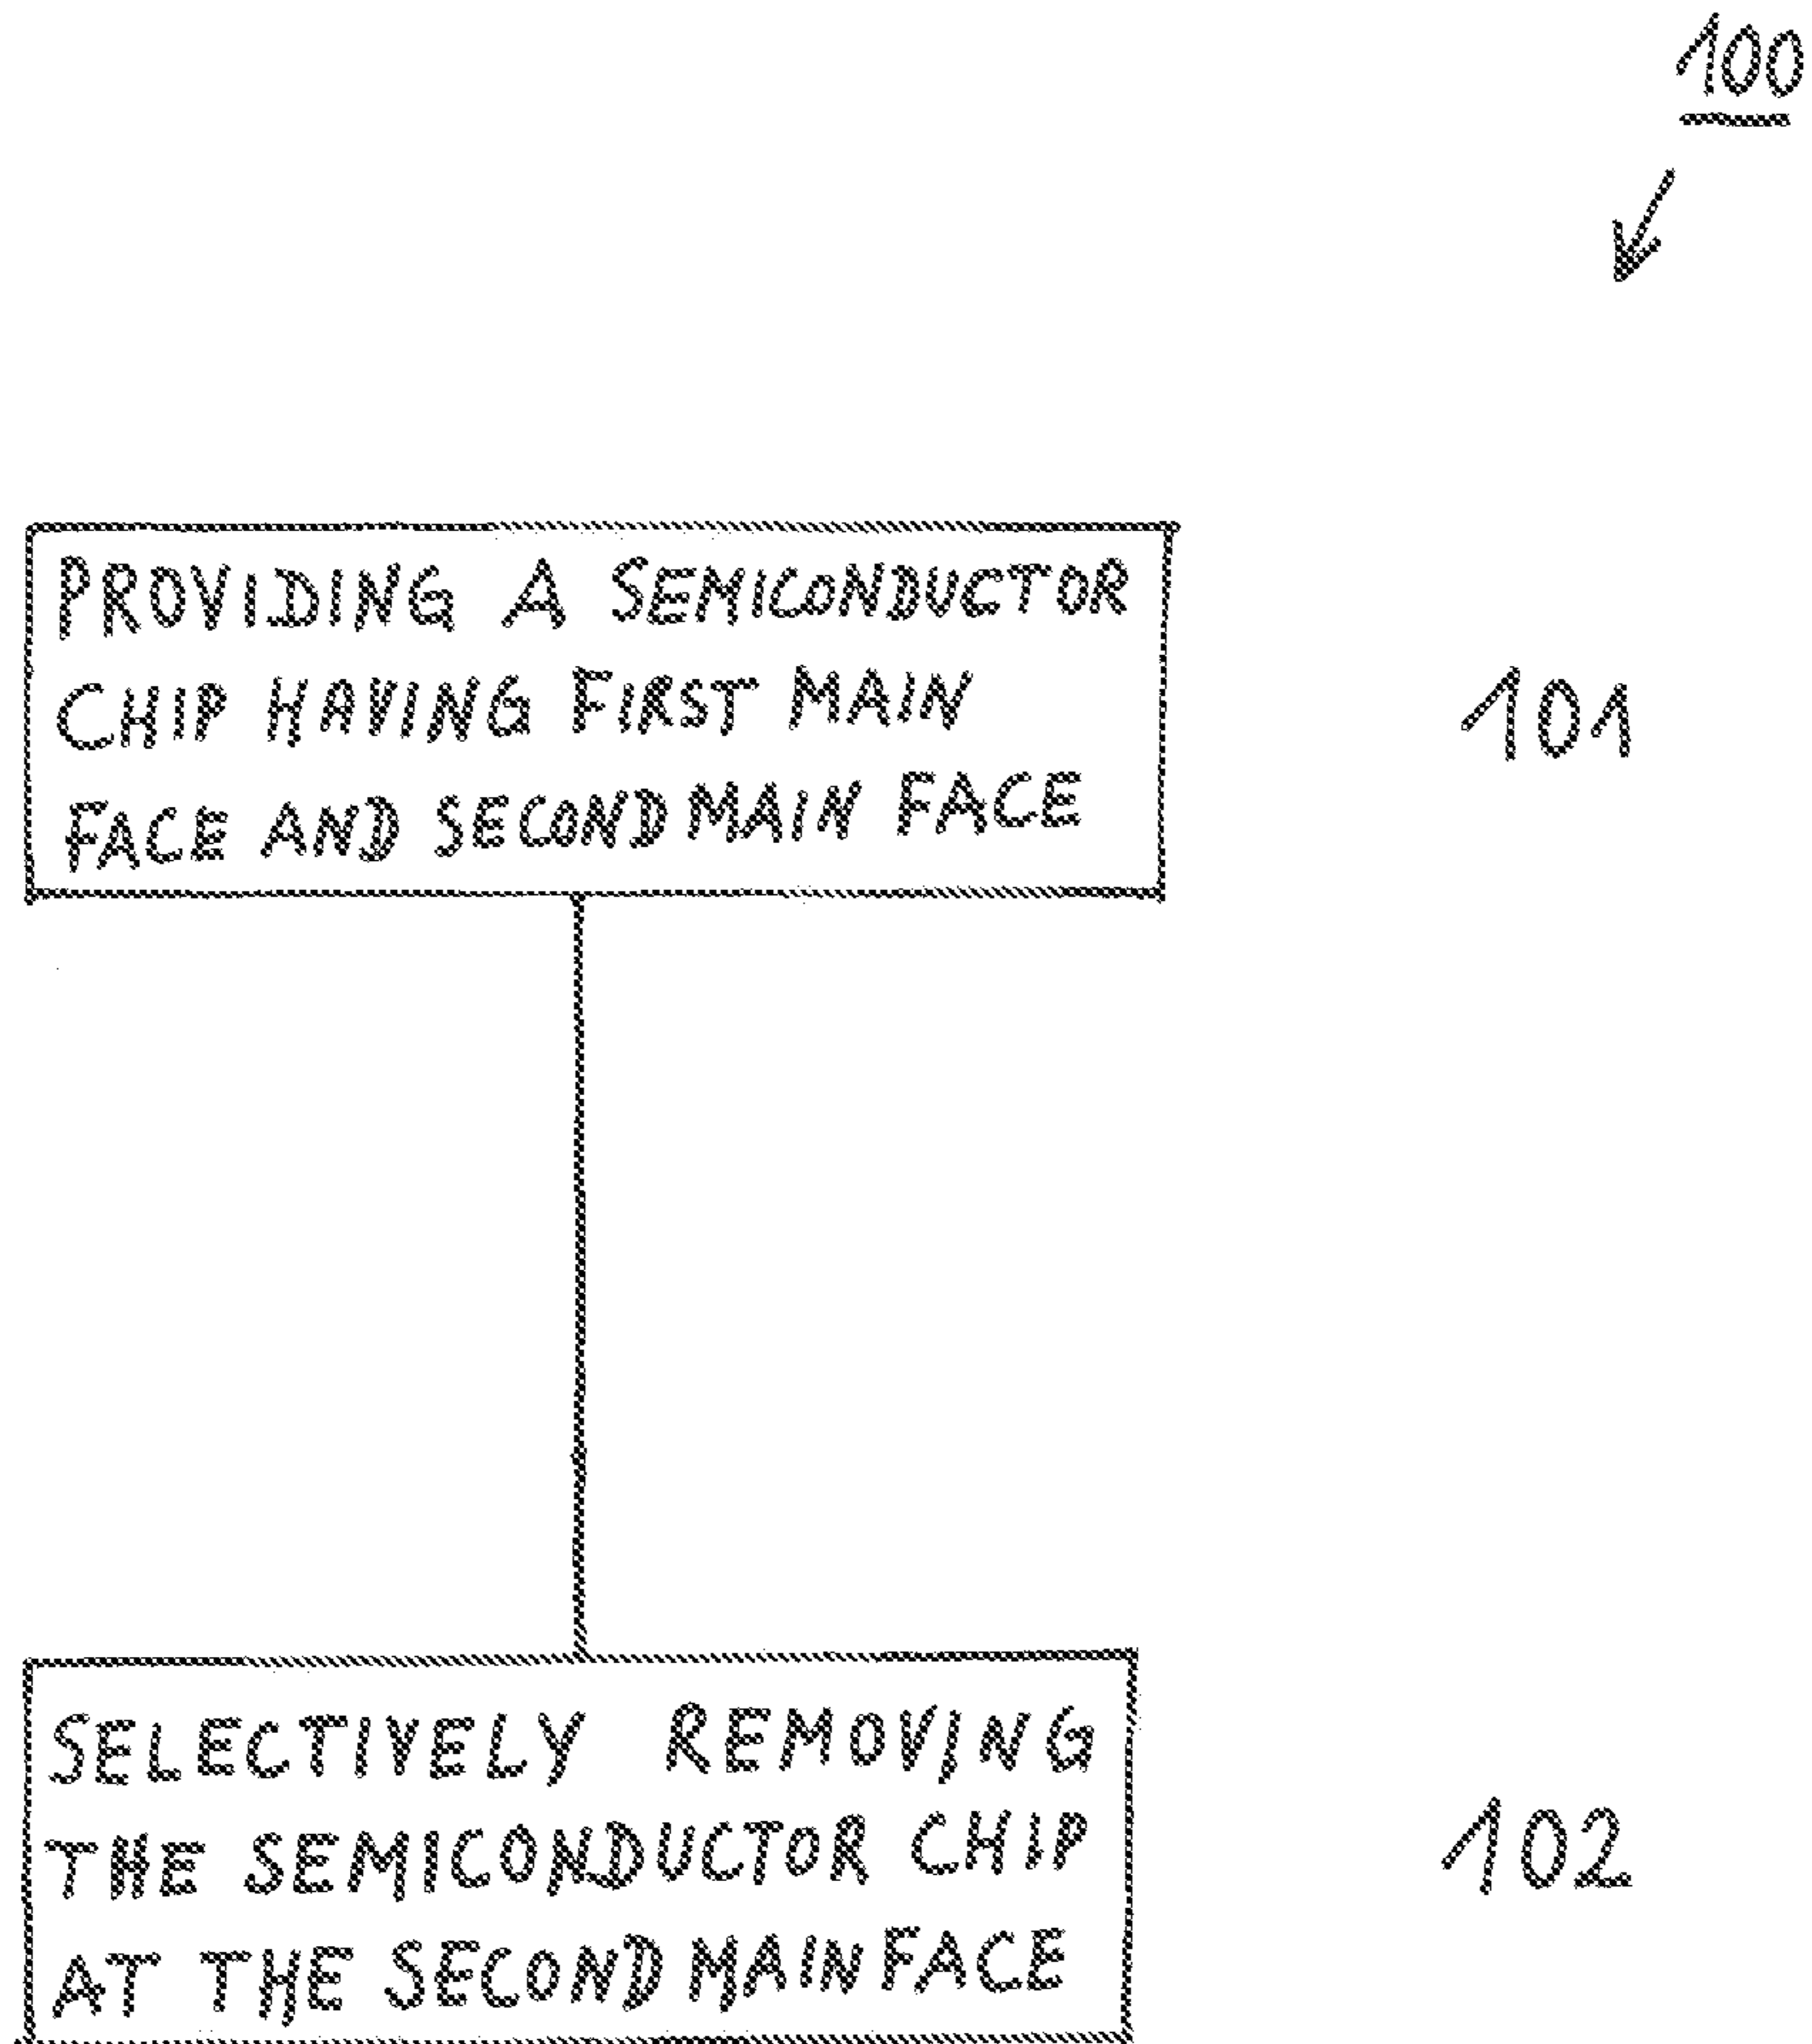 100
PROVIDING A SEMICONDUCTOR
CHIP HAVING FIRST MAIN
FACE AND SECOND MAIN FACE
101
SELECTIVELY REMOVING
THE SEMICONDUCTOR CHIP
AT THE SECOND MAIN FACE
102